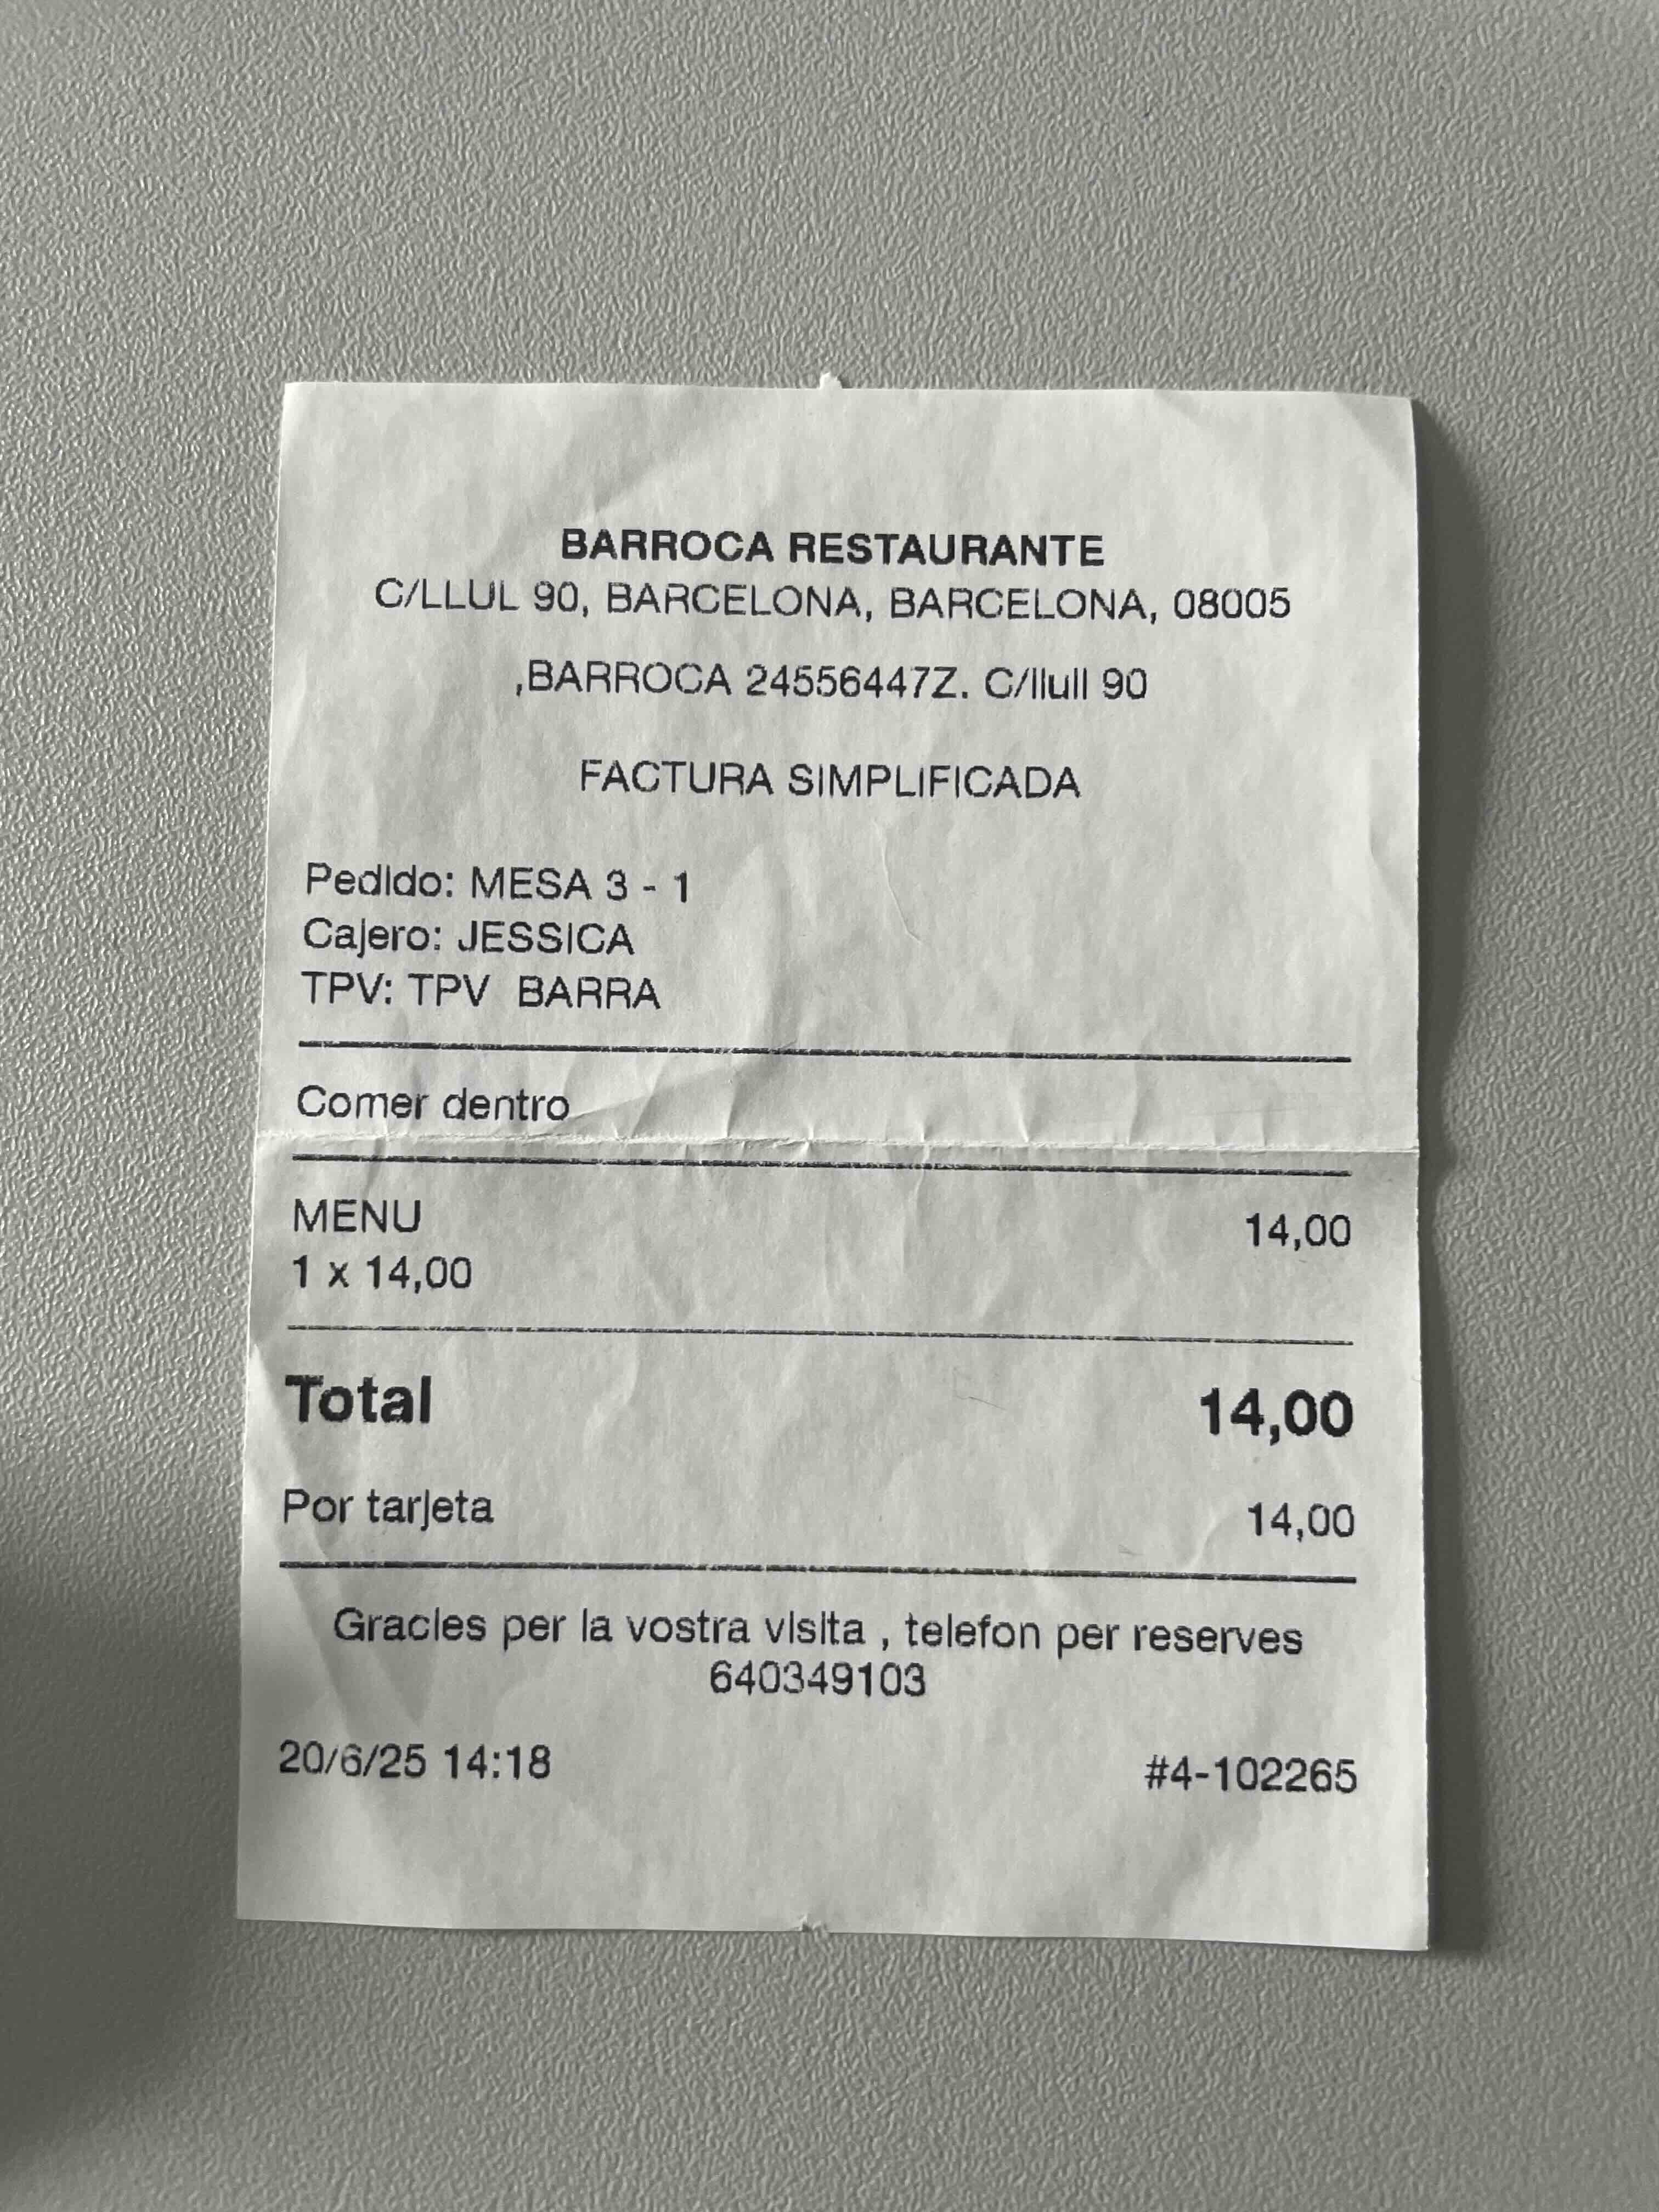 BARROCA RESTAURANTE
C/LLUL 90, BARCELONA, BARCELONA, 08005
,BARROCA 24556447Z. C/llull 90
FACTURA SIMPLIFICADA
Pedido: MESA 3 - 1
Cajero: JESSICA
TPV: TPV  BARRA
Comer dentro
MENU 14,00
1 x 14,00
Total 14,00
Por tarjeta 14,00
Gracies per la vostra visita , telefon per reserves
640349103
20/6/25 14:18 #4-102265